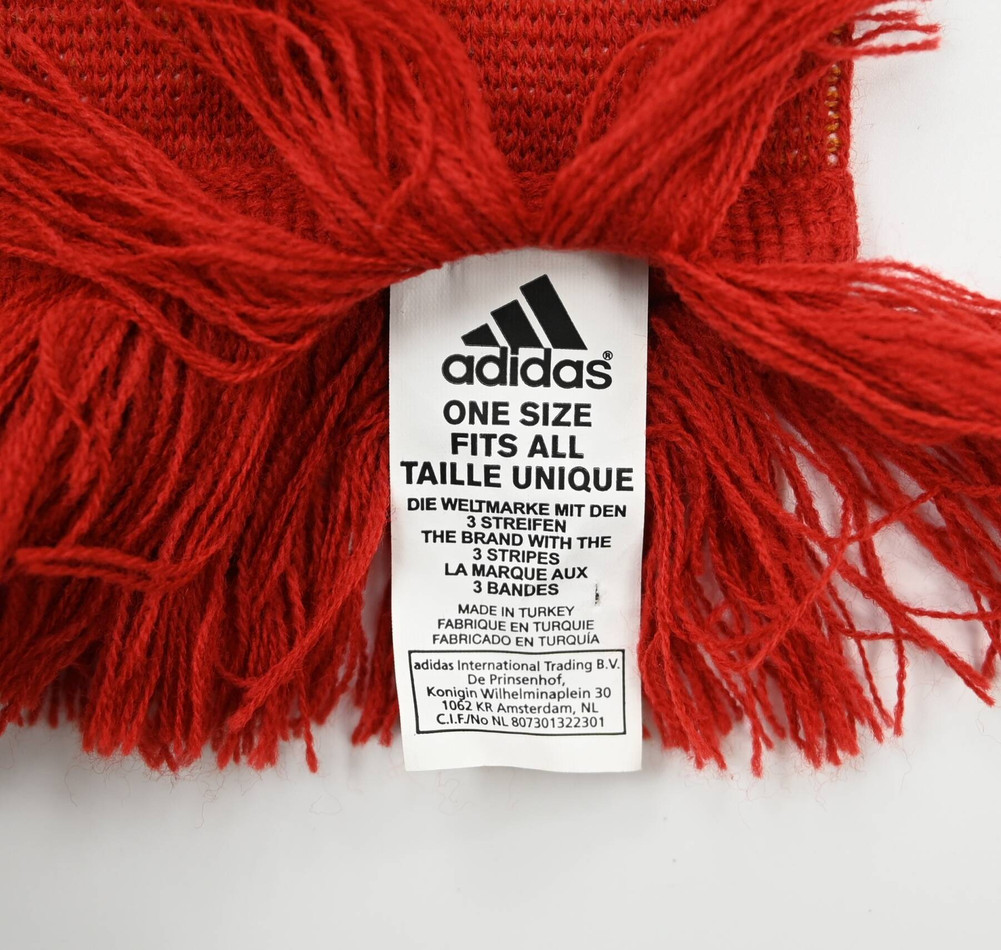 adidas®
ONE SIZE
FITS ALL
TAILLE UNIQUE
DIE WELTMARKE MIT DEN
3 STREIFEN
THE BRAND WITH THE
3 STRIPES
LA MARQUE AUX
3 BANDES
MADE IN TURKEY
FABRIQUE EN TURQUIE
FABRICADO EN TURQUÍA
adidas International Trading B.V.
De Prinsenhof,
Konigin Wilhelminaplein 30
1062 KR Amsterdam, NL
C.I.F./No NL 807301322301